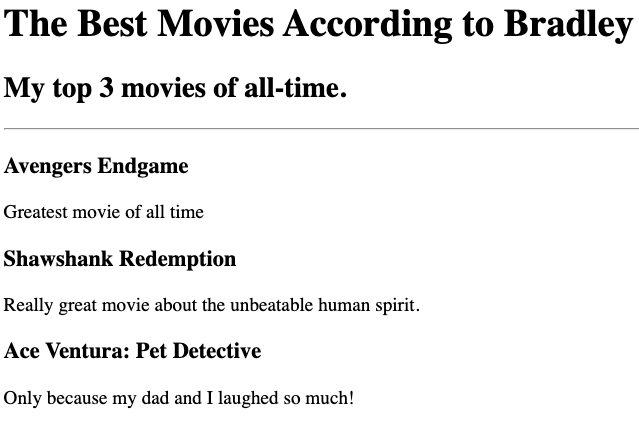 The Best Movies According to Bradley
My top 3 movies of all-time.
Avengers Endgame
Greatest movie of all time
Shawshank Redemption
Really great movie about the unbeatable human spirit.
Ace Ventura: Pet Detective
Only because my dad and I laughed so much!